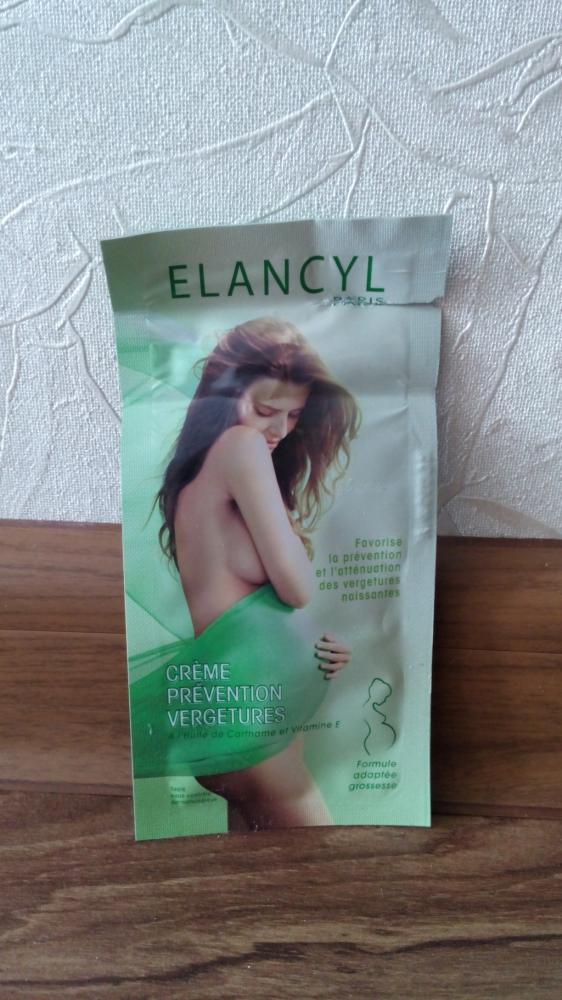 ELANCYL
PARIS
Favorise
la prévention
et l'atténuation
des vergetures
naissantes
CRÈME
PRÉVENTION
VERGETURES
à l'Huile de Carthame et Vitamine E
Formule
adaptée
grossesse